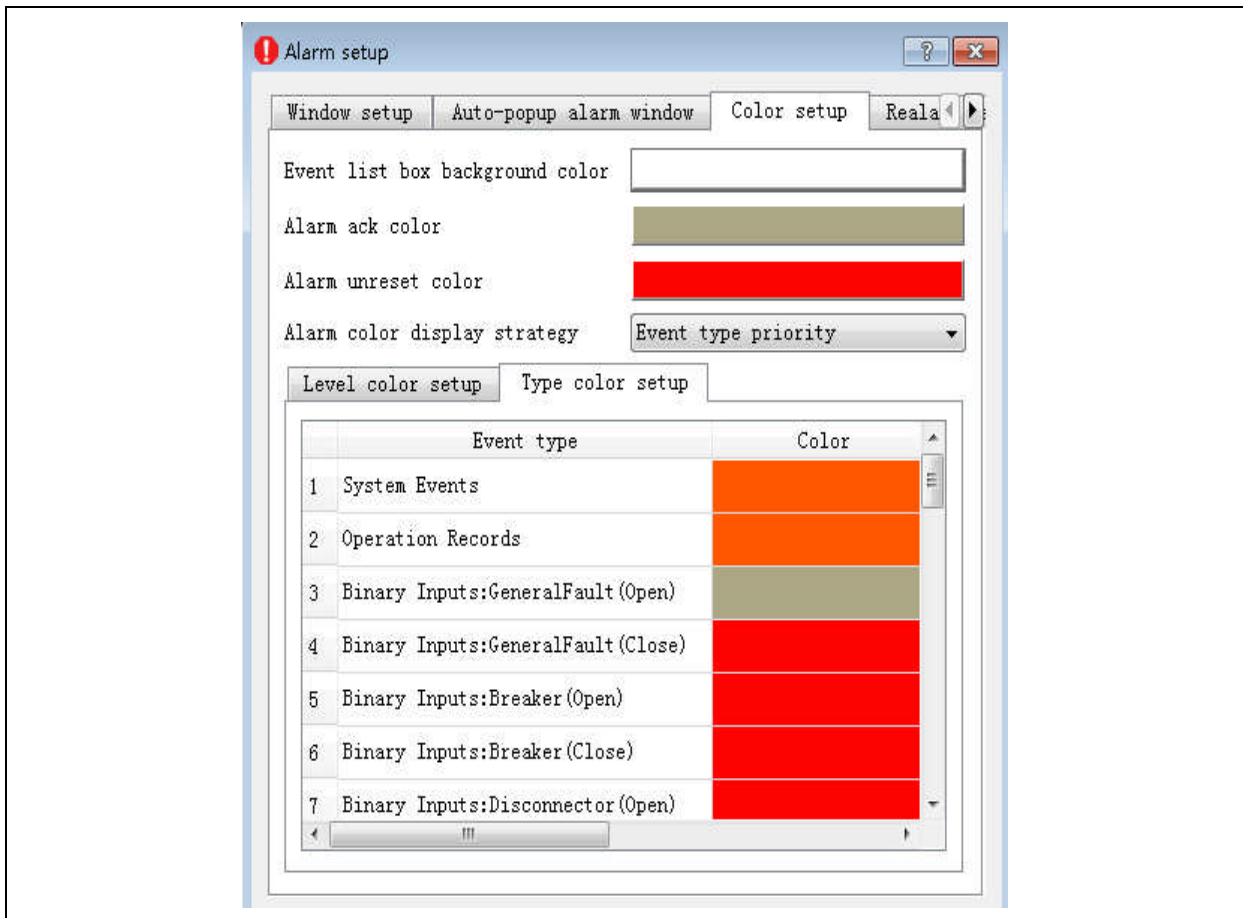 Alarm setup
Window setup Auto-popup alarm window Color setup Reala
Event list box background color
Alarm ack color
Alarm unreset color
Alarm color display strategy Event type priority
Level color setup Type color setup
Event type Color
1 System Events
2 Operation Records
3 Binary Inputs:GeneralFault(Open)
4 Binary Inputs:GeneralFault(Close)
5 Binary Inputs:Breaker(Open)
6 Binary Inputs:Breaker(Close)
7 Binary Inputs:Disconnector(Open)